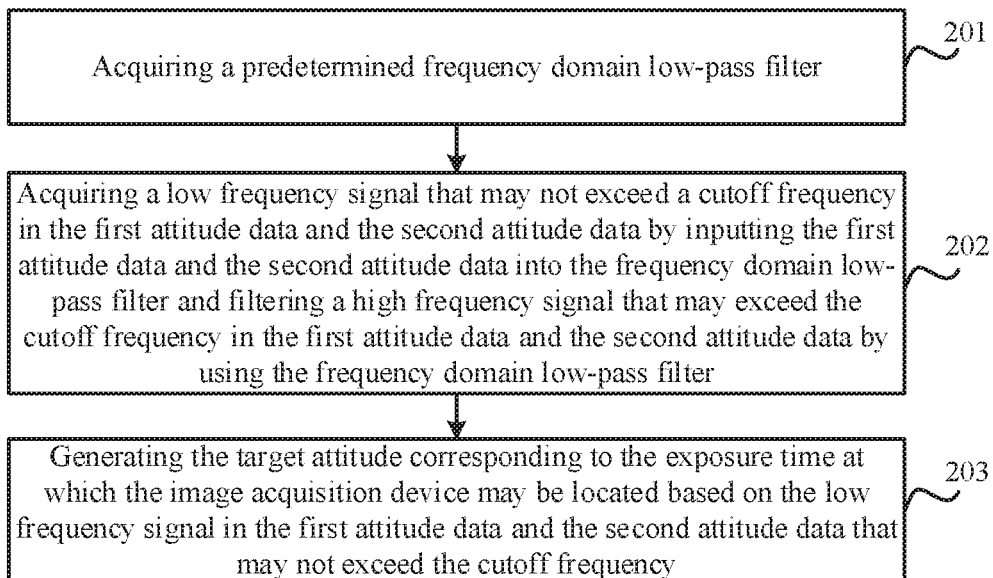 Acquiring a predetermined frequency domain low-pass filter
201
Acquiring a low frequency signal that may not exceed a cutoff frequency
in the first attitude data and the second attitude data by inputting the first
attitude data and the second attitude data into the frequency domain low-
pass filter and filtering a high frequency signal that may exceed the
cutoff frequency in the first attitude data and the second attitude data by
using the frequency domain low-pass filter
202
Generating the target attitude corresponding to the exposure time at
which the image acquisition device may be located based on the low
frequency signal in the first attitude data and the second attitude data that
may not exceed the cutoff frequency
203